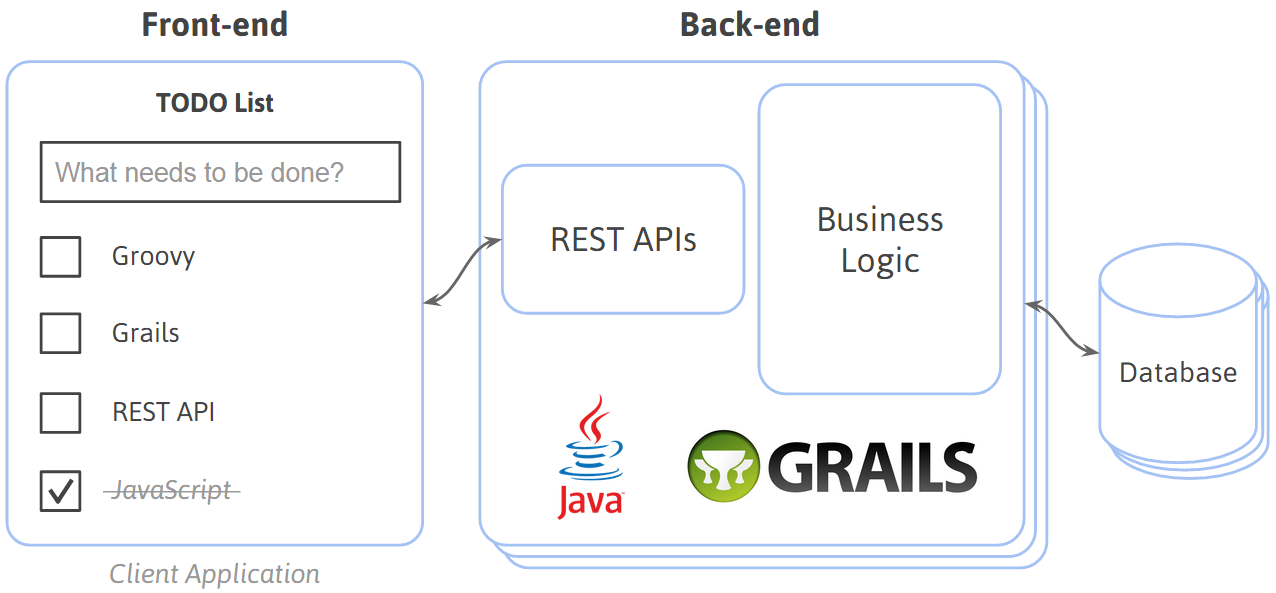 Front-end
Back-end
TODO List
What needs to be done?
Groovy
Grails
REST API
JavaScript
Client Application
REST APIs
Business
Logic
Java
GRAILS
Database